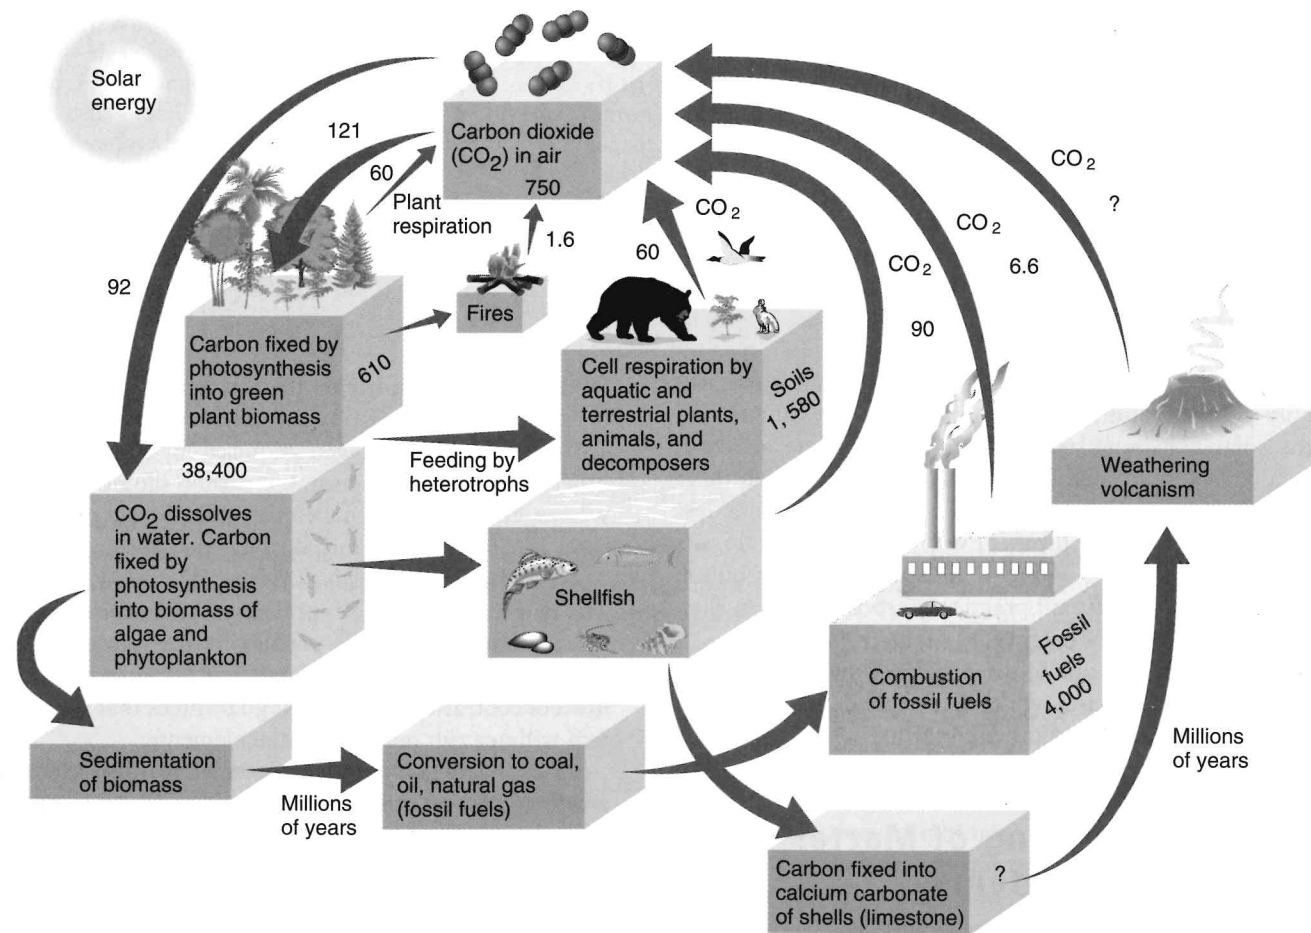 Solar
energy
121
Carbon dioxide
(CO2) in air
750
60
Plant
respiration
1.6
CO2
60
CO2
?
CO2
6.6
CO2
90
92
Fires
Carbon fixed by
photosynthesis
into green
plant biomass
610
Cell respiration by
aquatic and
terrestrial plants,
animals, and
decomposers
Soils
1, 580
Feeding by
heterotrophs
38,400
CO2 dissolves
in water. Carbon
fixed by
photosynthesis
into biomass of
algae and
phytoplankton
Shellfish
Weathering
volcanism
Combustion
of fossil fuels
Fossil
fuels
4,000
Sedimentation
of biomass
Millions
of years
Conversion to coal,
oil, natural gas
(fossil fuels)
Millions
of years
Carbon fixed into
calcium carbonate
of shells (limestone)
?